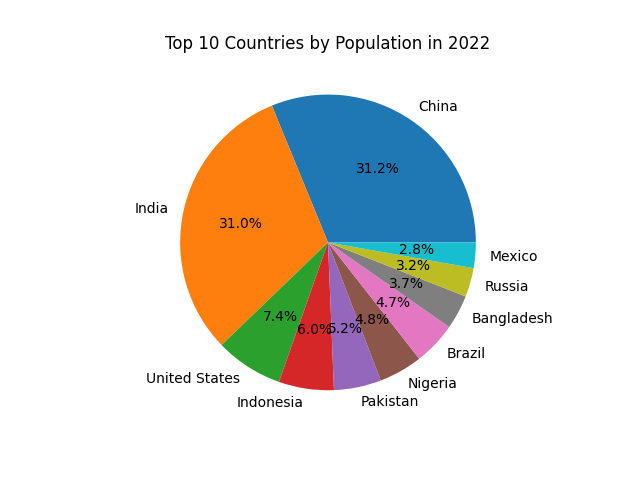 Top 10 Countries by Population in 2022
China
31.2%
India
31.0%
United States
7.4%
Indonesia
6.0%
Pakistan
5.2%
Nigeria
4.8%
Brazil
4.7%
Bangladesh
3.7%
Russia
3.2%
Mexico
2.8%